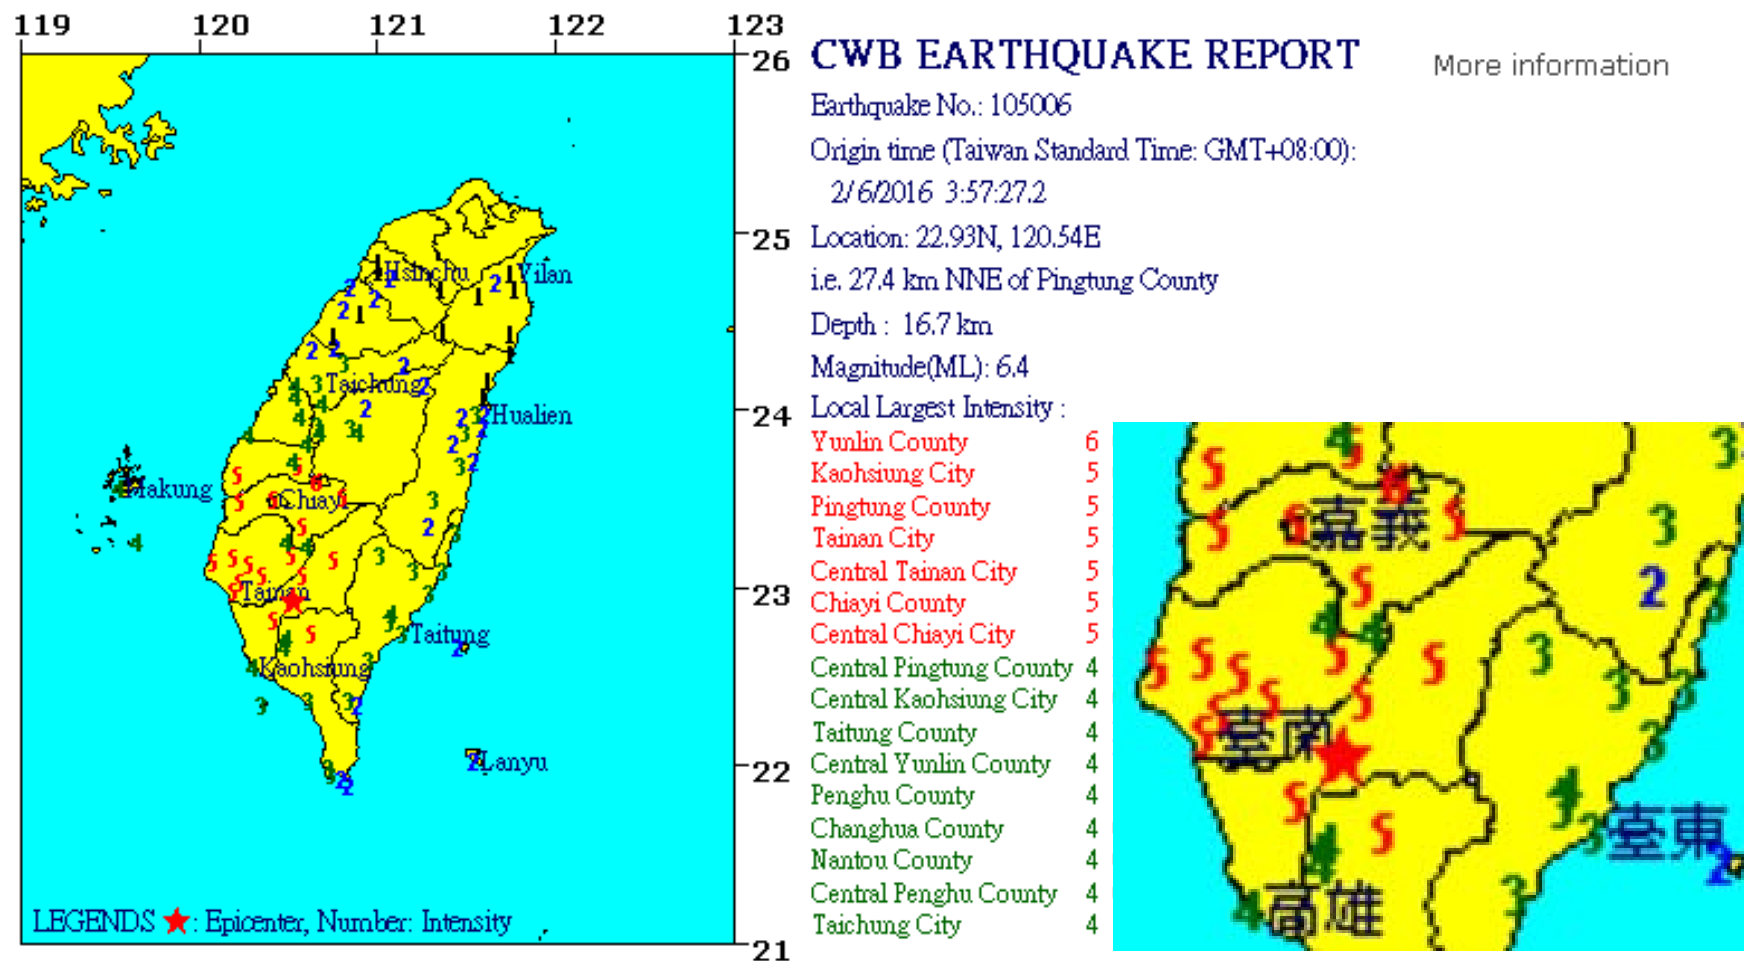 119 120 121 122 123
26
25
24
23
22
21
Hsinchu
Yilan
Taichung
Hualien
Makung
Chiayi
Tainan
Taitung
Kaohsiung
Lanyu
LEGENDS ★: Epicenter, Number: Intensity
CWB EARTHQUAKE REPORT
More information
Earthquake No.: 105006
Origin time (Taiwan Standard Time: GMT+08:00):
2/6/2016 3:57:27.2
Location: 22.93N, 120.54E
i.e. 27.4 km NNE of Pingtung County
Depth : 16.7 km
Magnitude(ML): 6.4
Local Largest Intensity :
Yunlin County 6
Kaohsiung City 5
Pingtung County 5
Tainan City 5
Central Tainan City 5
Chiayi County 5
Central Chiayi City 5
Central Pingtung County 4
Central Kaohsiung City 4
Taitung County 4
Central Yunlin County 4
Penghu County 4
Changhua County 4
Nantou County 4
Central Penghu County 4
Taichung City 4
嘉義
臺南
臺東
高雄